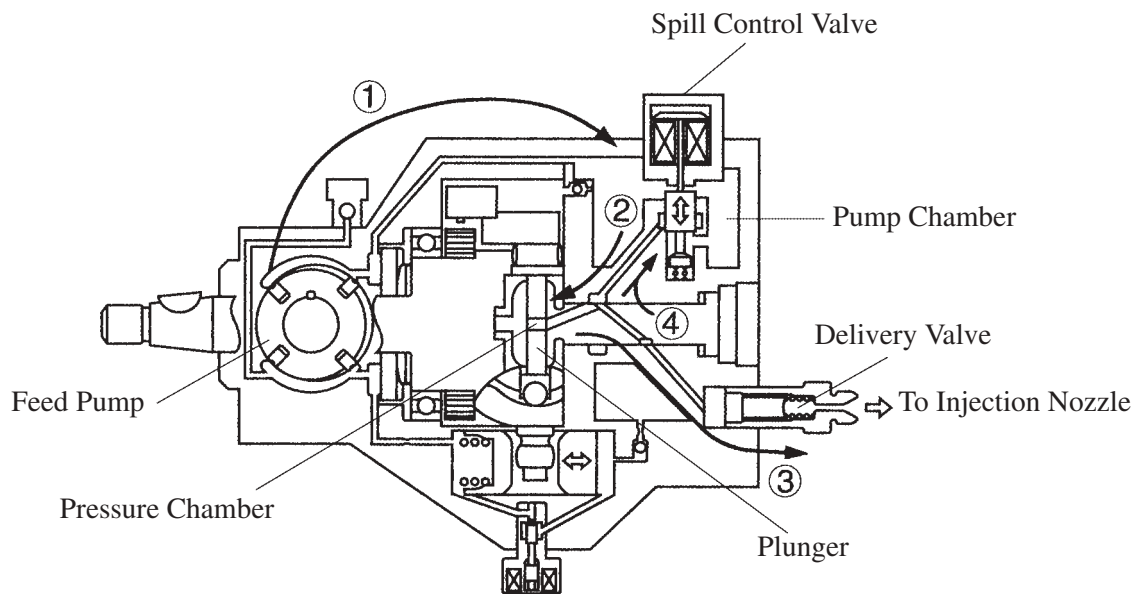 Spill Control Valve
①
②
Pump Chamber
④
Delivery Valve
Feed Pump
To Injection Nozzle
③
Pressure Chamber
Plunger